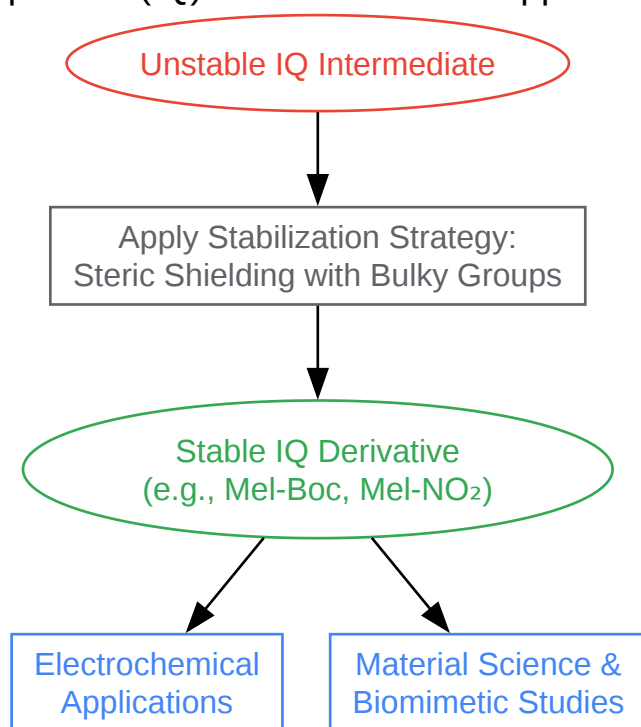 (IQ)
Unstable IQ Intermediate
Apply Stabilization Strategy:
Steric Shielding with Bulky Groups
Stable IQ Derivative
(e.g., Mel-Boc, Mel-NO₂)
Electrochemical
Applications
Material Science &
Biomimetic Studies